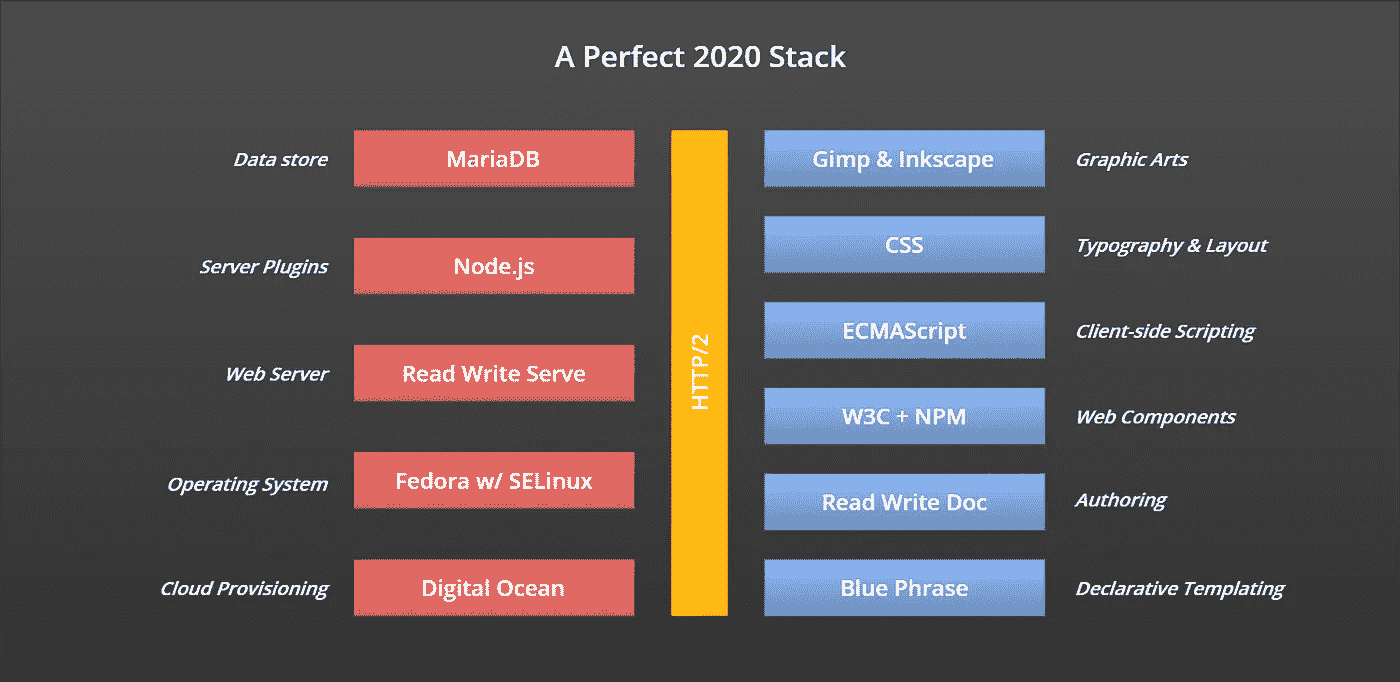 A Perfect 2020 Stack
Data store
MariaDB
Server Plugins
Node.js
Web Server
Read Write Serve
Operating System
Fedora w/ SELinux
Cloud Provisioning
Digital Ocean
HTTP/2
Gimp & Inkscape
Graphic Arts
CSS
Typography & Layout
ECMAScript
Client-side Scripting
W3C + NPM
Web Components
Read Write Doc
Authoring
Blue Phrase
Declarative Templating